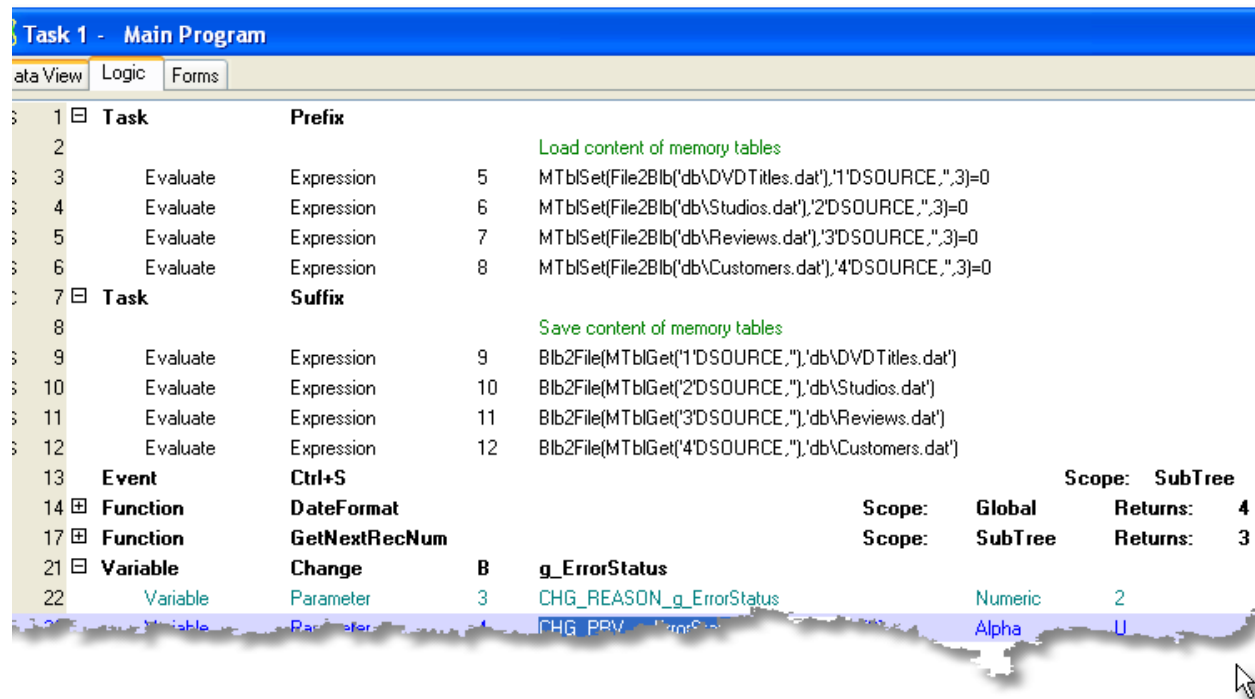 Task 1 - Main Program
ata View Logic Forms
S 1 Task Prefix
2 Load content of memory tables
S 3 Evaluate Expression 5 MTblSet(File2Blb('db\DVDTitles.dat'),'1'DSOURCE,'',3)=0
S 4 Evaluate Expression 6 MTblSet(File2Blb('db\Studios.dat'),'2'DSOURCE,'',3)=0
S 5 Evaluate Expression 7 MTblSet(File2Blb('db\Reviews.dat'),'3'DSOURCE,'',3)=0
S 6 Evaluate Expression 8 MTblSet(File2Blb('db\Customers.dat'),'4'DSOURCE,'',3)=0
C 7 Task Suffix
8 Save content of memory tables
S 9 Evaluate Expression 9 Blb2File(MTblGet('1'DSOURCE,''),'db\DVDTitles.dat')
S 10 Evaluate Expression 10 Blb2File(MTblGet('2'DSOURCE,''),'db\Studios.dat')
S 11 Evaluate Expression 11 Blb2File(MTblGet('3'DSOURCE,''),'db\Reviews.dat')
S 12 Evaluate Expression 12 Blb2File(MTblGet('4'DSOURCE,''),'db\Customers.dat')
13 Event Ctrl+S Scope: SubTree
14 Function DateFormat Scope: Global Returns: 4
17 Function GetNextRecNum Scope: SubTree Returns: 3
21 Variable Change B g_ErrorStatus
22 Variable Parameter 3 CHG_REASON_g_ErrorStatus Numeric 2
Variable Parameter 4 Alpha U